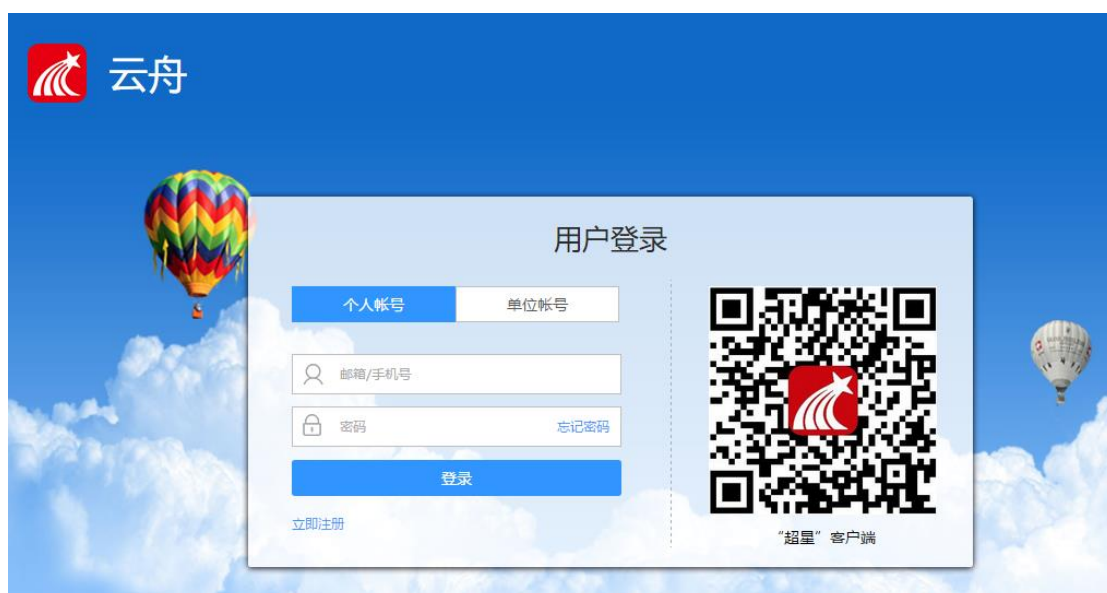 云舟
用户登录
个人帐号
单位帐号
邮箱/手机号
密码
忘记密码
登录
立即注册
“超星”客户端